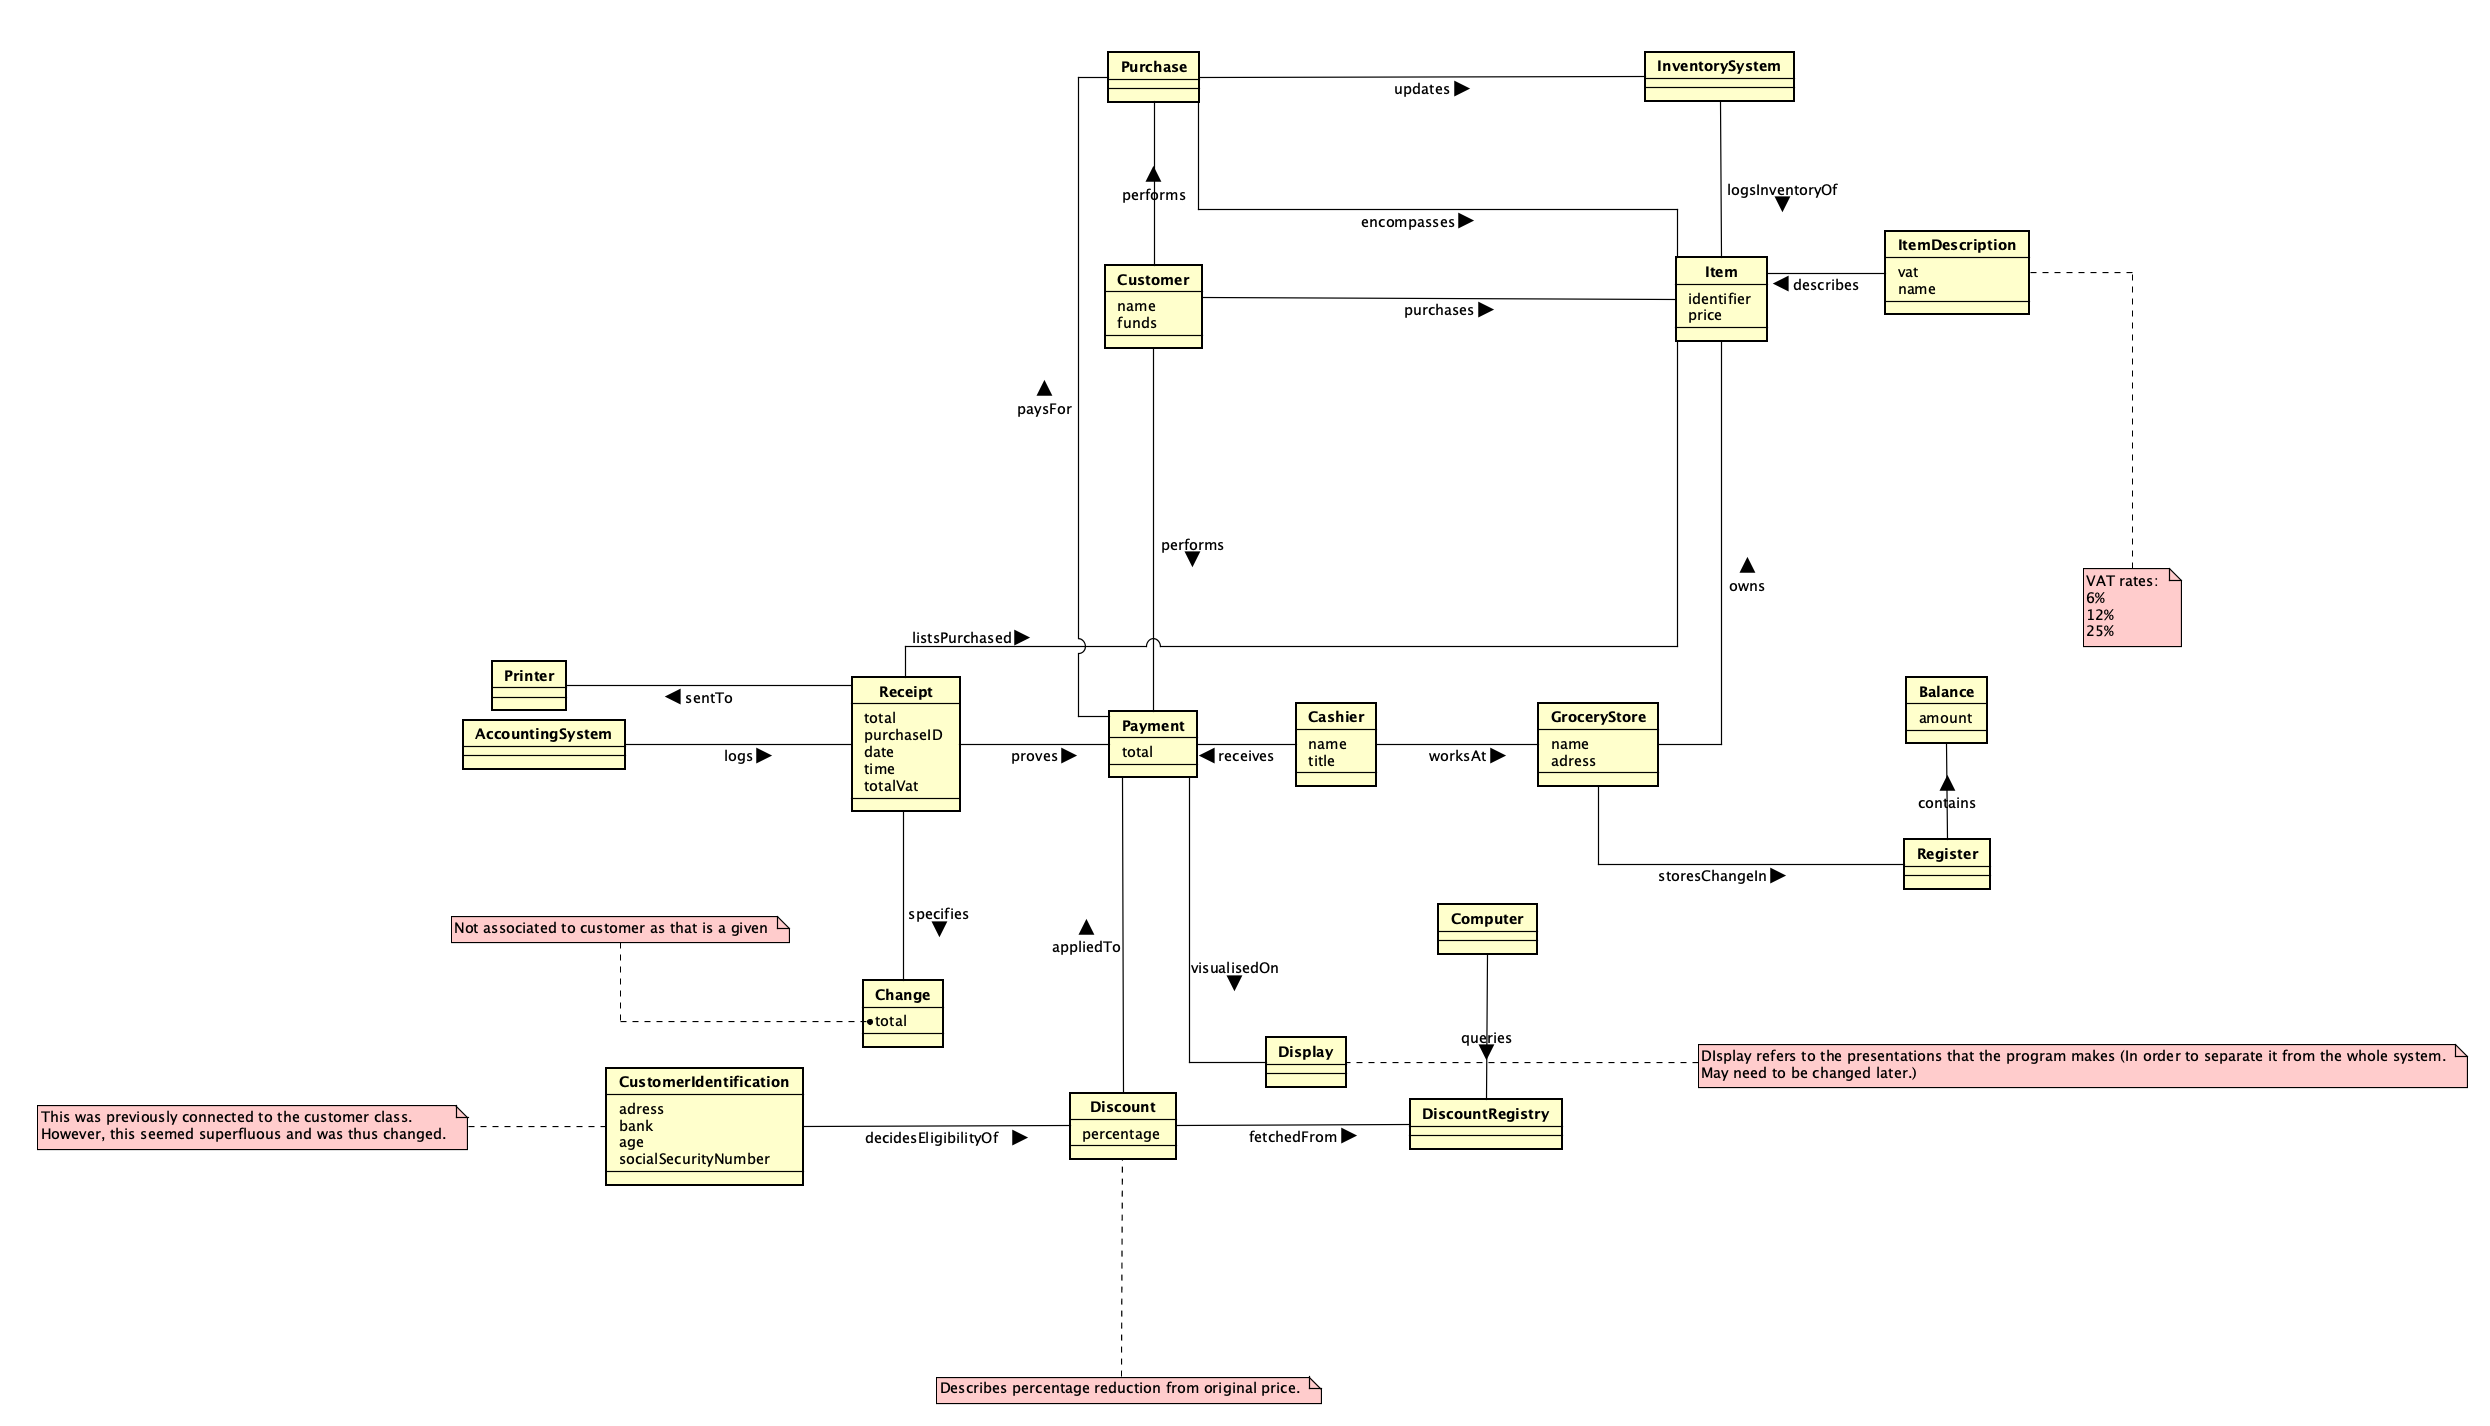 Purchase
InventorySystem
updates
performs
logsInventoryOf
encompasses
ItemDescription
vat
name
Customer
name
funds
Item
identifier
price
describes
purchases
paysFor
performs
owns
VAT rates:
6%
12%
25%
listsPurchased
Printer
sentTo
AccountingSystem
logs
Receipt
total
purchaseID
date
time
totalVat
proves
Payment
total
receives
Cashier
name
title
worksAt
GroceryStore
name
adress
Balance
amount
contains
Register
storesChangeIn
Not associated to customer as that is a given
specifies
appliedTo
visualisedOn
Computer
queries
Change
total
Display
DIsplay refers to the presentations that the program makes (In order to separate it from the whole system.
May need to be changed later.)
This was previously connected to the customer class.
However, this seemed superfluous and was thus changed.
CustomerIdentification
adress
bank
age
socialSecurityNumber
decidesEligibilityOf
Discount
percentage
fetchedFrom
DiscountRegistry
Describes percentage reduction from original price.